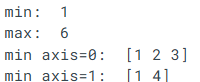 min:  1
max:  6
min axis=0:  [1 2 3]
min axis=1:  [1 4]